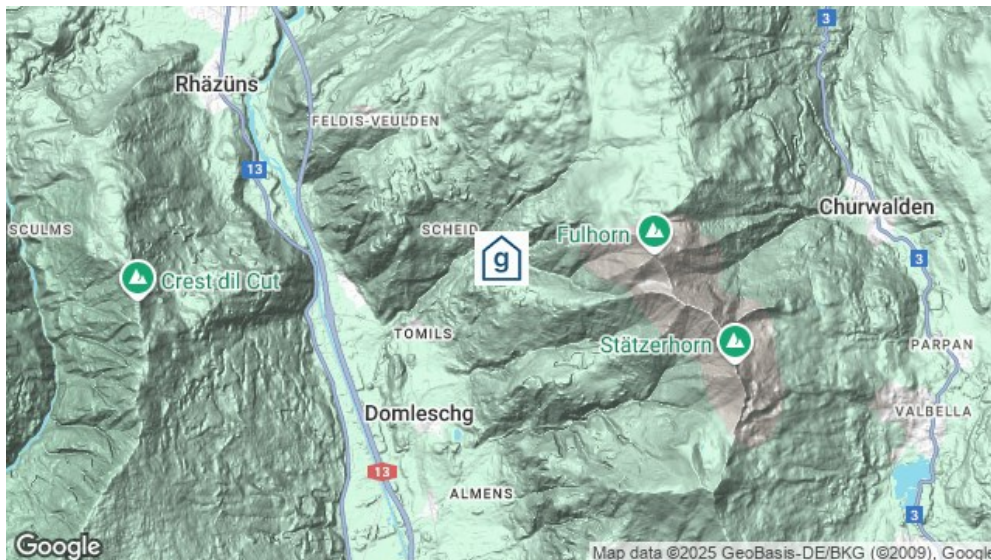 3
Rhäzüns
FELDIS-VEULDEN
13
Churwalden
SCULMS
SCHEID
Fulhorn
g
3
Crest dil Cut
TOMILS
Stätzerhorn
PARPAN
Domleschg
VALBELLA
13
ALMENS
3
Google
Map data ©2025 GeoBasis-DE/BKG (©2009), Google